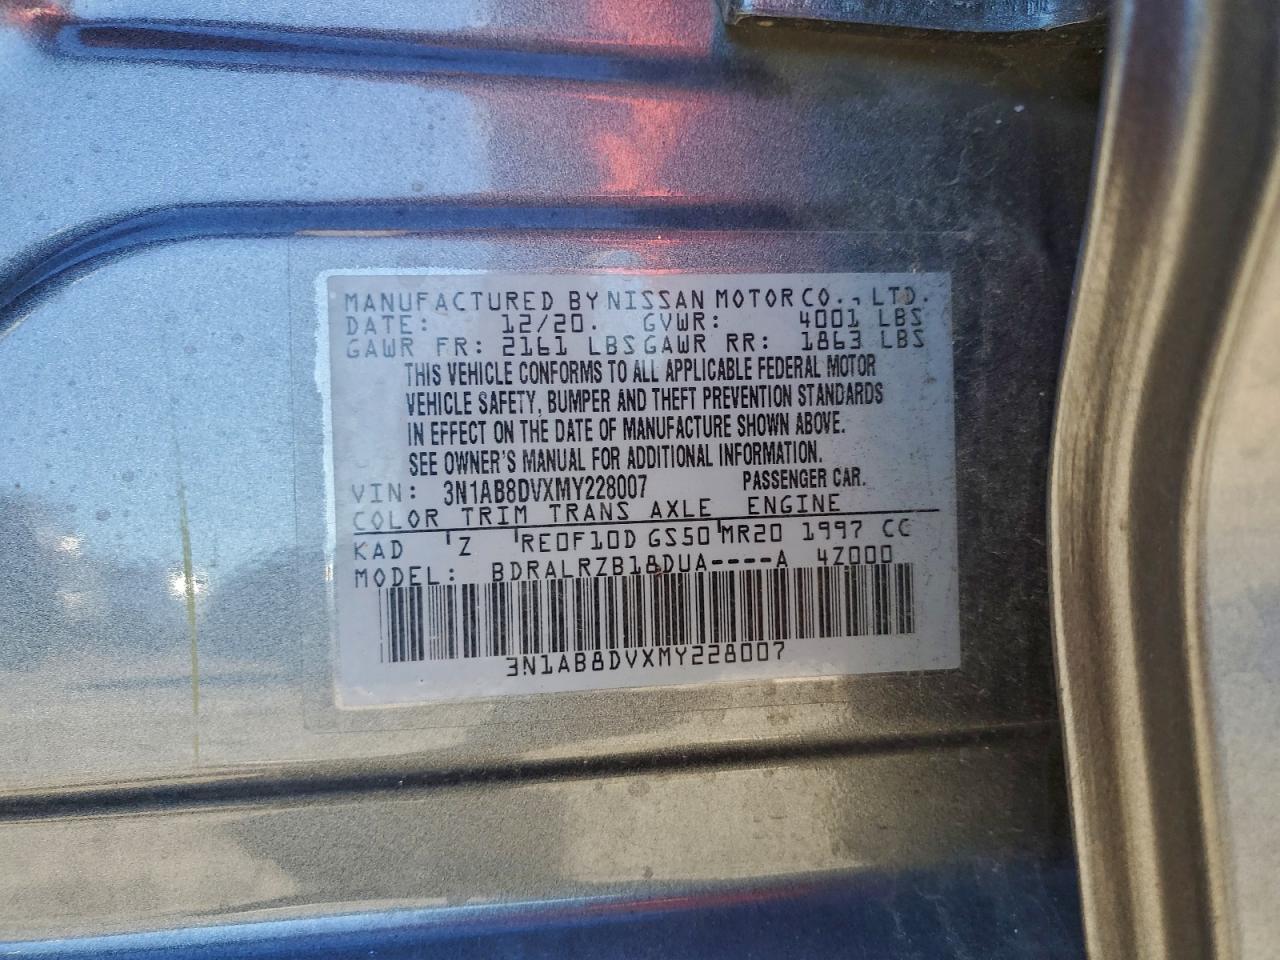 MANUFACTURED BY NISSAN MOTOR CO., LTD.
DATE: 12/20. GVWR: 4001 LBS
GAWR FR: 2161 LBS GAWR RR: 1863 LBS
THIS VEHICLE CONFORMS TO ALL APPLICABLE FEDERAL MOTOR
VEHICLE SAFETY, BUMPER AND THEFT PREVENTION STANDARDS
IN EFFECT ON THE DATE OF MANUFACTURE SHOWN ABOVE.
SEE OWNER'S MANUAL FOR ADDITIONAL INFORMATION.
VIN: 3N1AB8DVXMY228007 PASSENGER CAR.
COLOR TRIM TRANS AXLE ENGINE
KAD 'Z 'RE0F10D GS50 'MR20 1997 CC
MODEL: BDRALRZB18DUA----A 4Z000
3N1AB8DVXMY228007